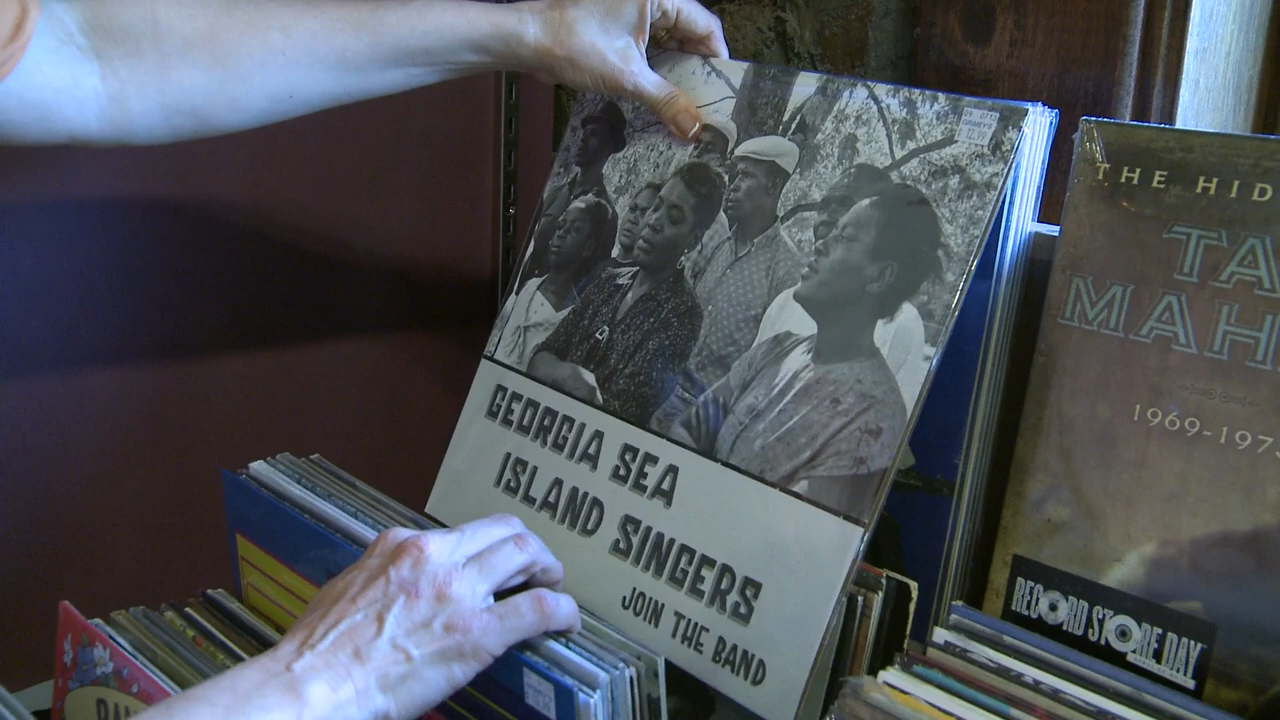 GEORGIA SEA
ISLAND SINGERS
JOIN THE BAND
THE HID
TA
MAH
1969-197
RECORD STORE DAY